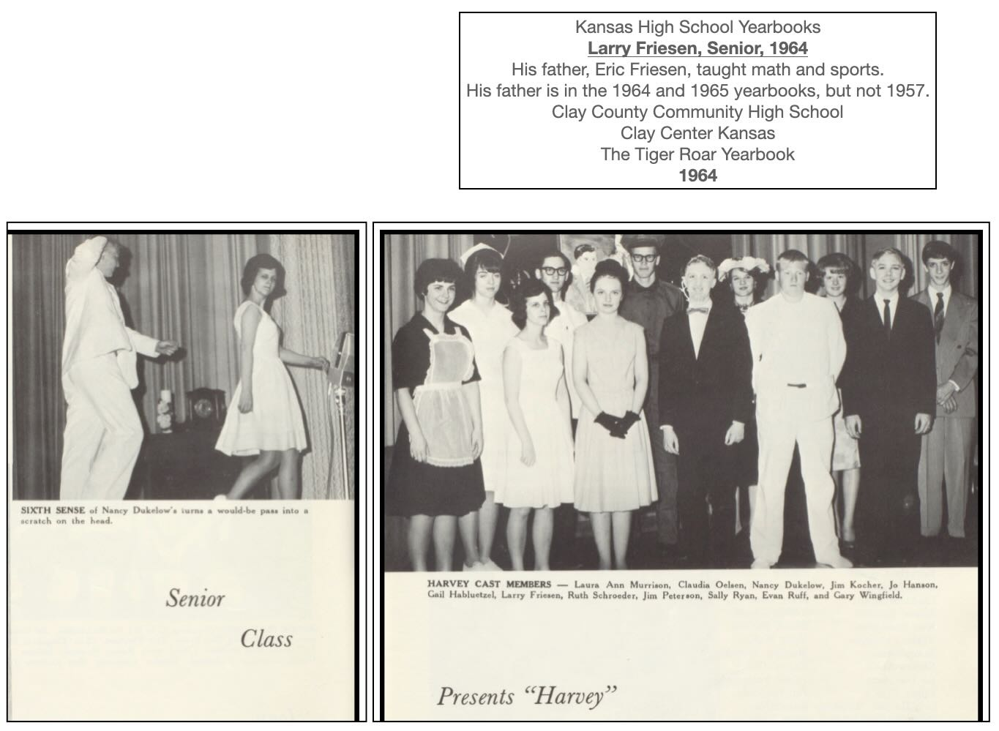 Kansas High School Yearbooks
Larry Friesen, Senior, 1964
His father, Eric Friesen, taught math and sports.
His father is in the 1964 and 1965 yearbooks, but not 1957.
Clay County Community High School
Clay Center Kansas
The Tiger Roar Yearbook
1964
SIXTH SENSE of Nancy Dukelow's turns a would-be pass into a
scratch on the head.
Senior
Class
HARVEY CAST MEMBERS — Laura Ann Murrison, Claudia Oelsen, Nancy Dukelow, Jim Kocher, Jo Hanson,
Gail Habluetzel, Larry Friesen, Ruth Schroeder, Jim Peterson, Sally Ryan, Evan Ruff, and Gary Wingfield.
Presents “Harvey”